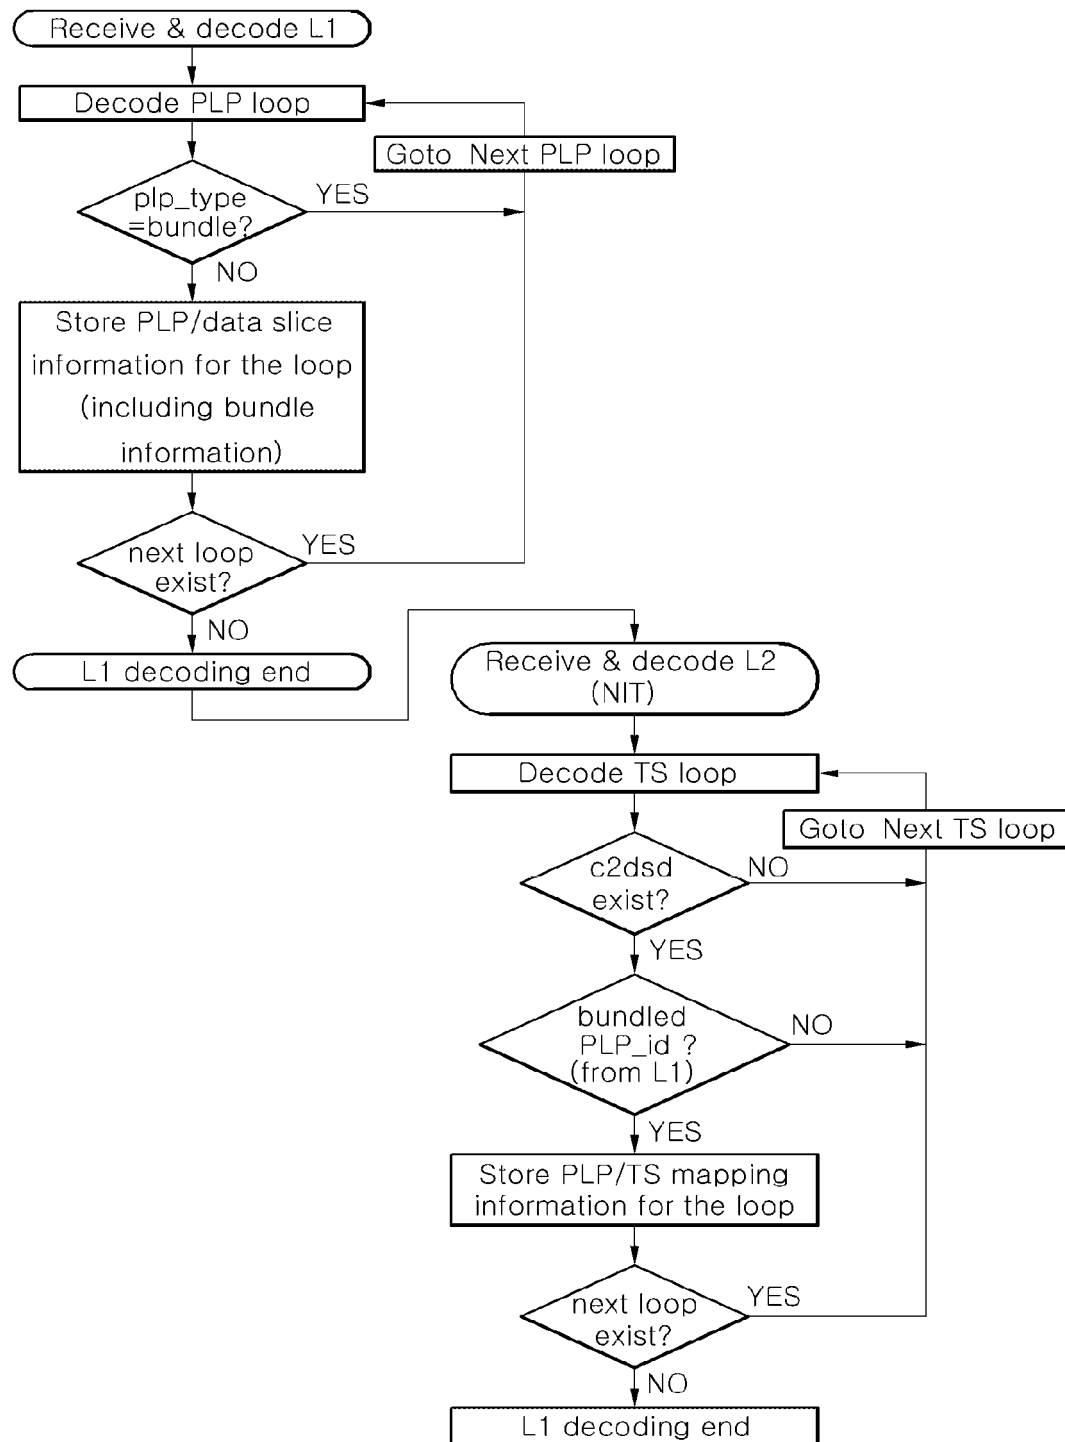 Receive & decode L1
Decode PLP loop
Goto Next PLP loop
plp_type
=bundle?
YES
NO
Store PLP/data slice
information for the loop
(including bundle
information)
next loop
exist?
YES
NO
L1 decoding end
Receive & decode L2
(NIT)
Decode TS loop
Goto Next TS loop
c2dsd
exist?
NO
YES
bundled
PLP_id ?
(from L1)
NO
YES
Store PLP/TS mapping
information for the loop
next loop
exist?
YES
NO
L1 decoding end